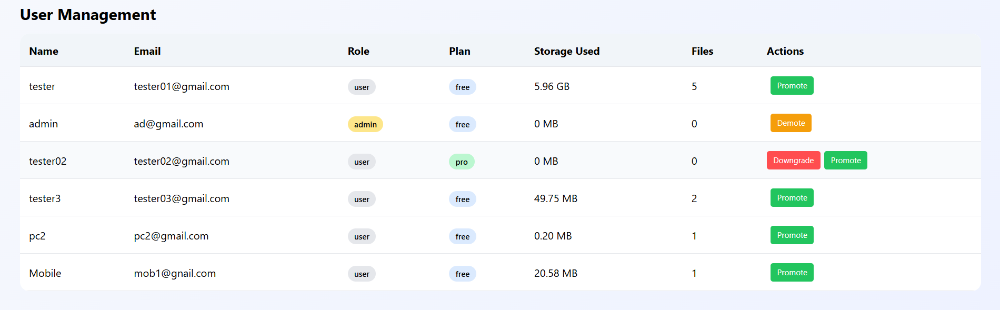 User Management
Name Email Role Plan Storage Used Files Actions
tester tester01@gmail.com user free 5.96 GB 5 Promote
admin ad@gmail.com admin free 0 MB 0 Demote
tester02 tester02@gmail.com user pro 0 MB 0 Downgrade Promote
tester3 tester03@gmail.com user free 49.75 MB 2 Promote
pc2 pc2@gmail.com user free 0.20 MB 1 Promote
Mobile mob1@gnail.com user free 20.58 MB 1 Promote